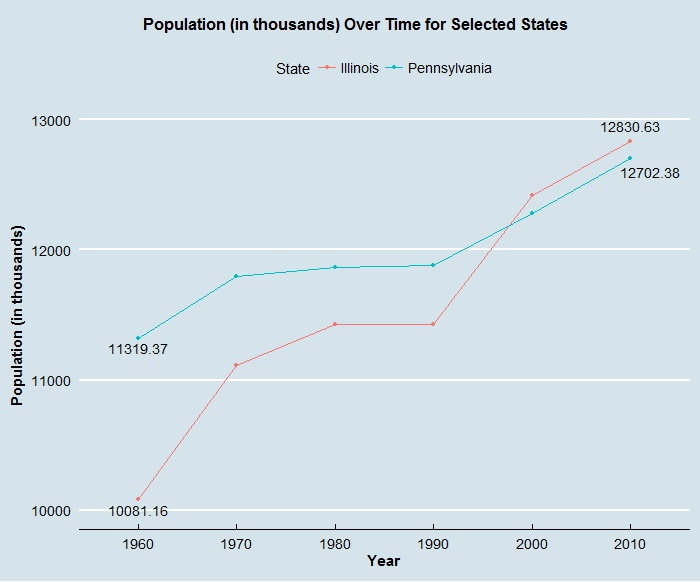 Population (in thousands) Over Time for Selected States
State Illinois Pennsylvania
13000
12830.63
12702.38
12000
11319.37
11000
10081.16
10000
Population (in thousands)
1960 1970 1980 1990 2000 2010
Year